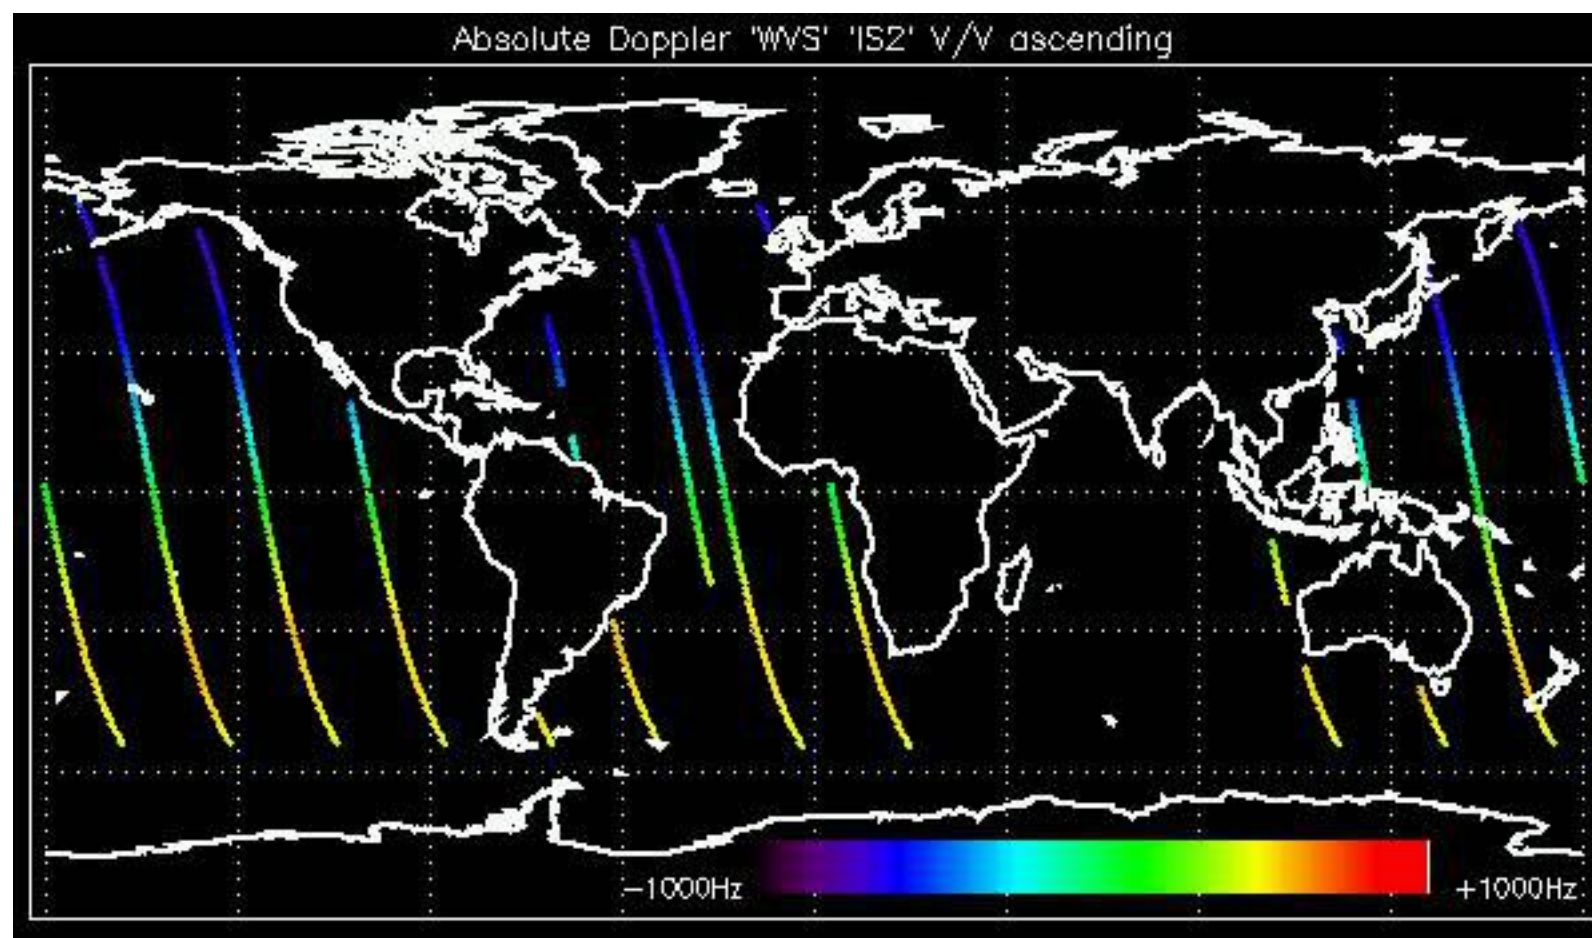 Absolute Doppler 'WVS' 'IS2' V/V ascending
-1000Hz +1000Hz